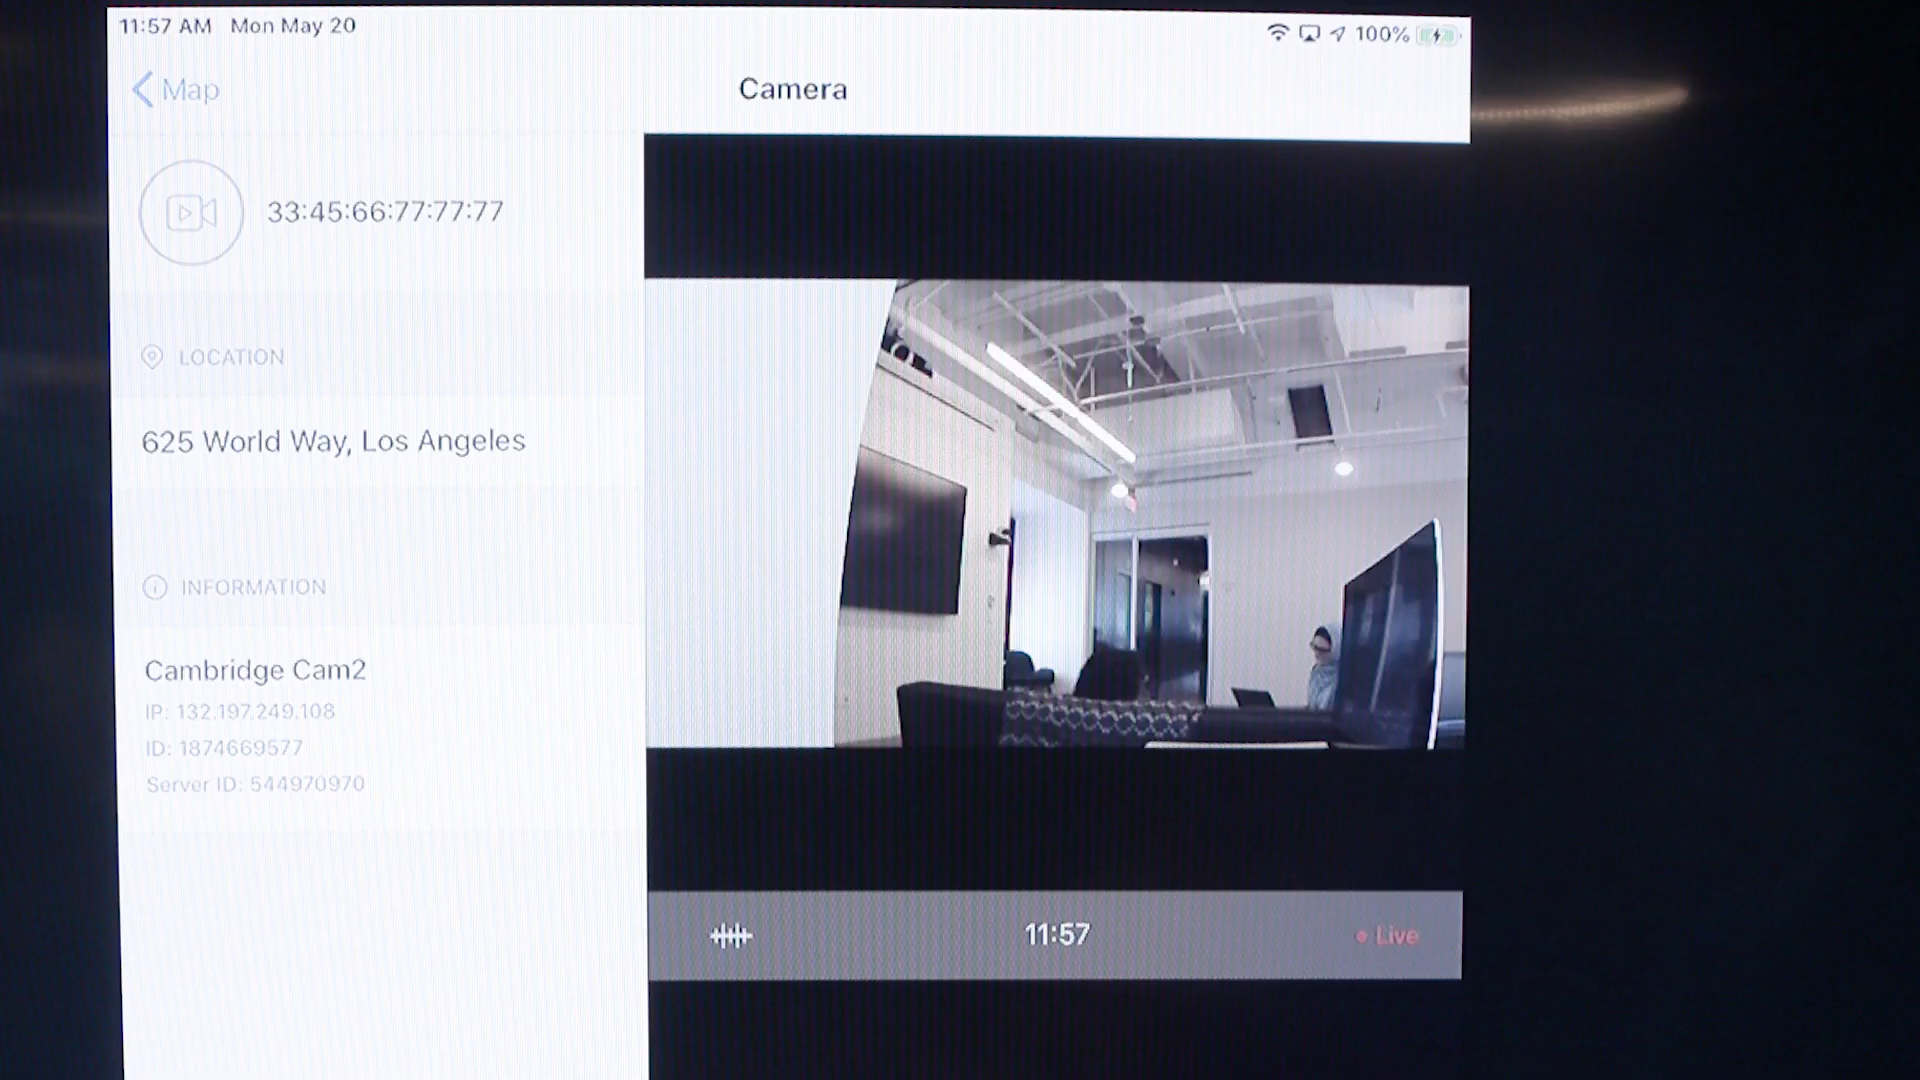 11:57 AM Mon May 20
100%
Map
Camera
33:45:66:77:77:77
LOCATION
625 World Way, Los Angeles
INFORMATION
Cambridge Cam2
IP: 132.197.249.108
ID: 1874669577
Server ID: 544970970
11:57
Live